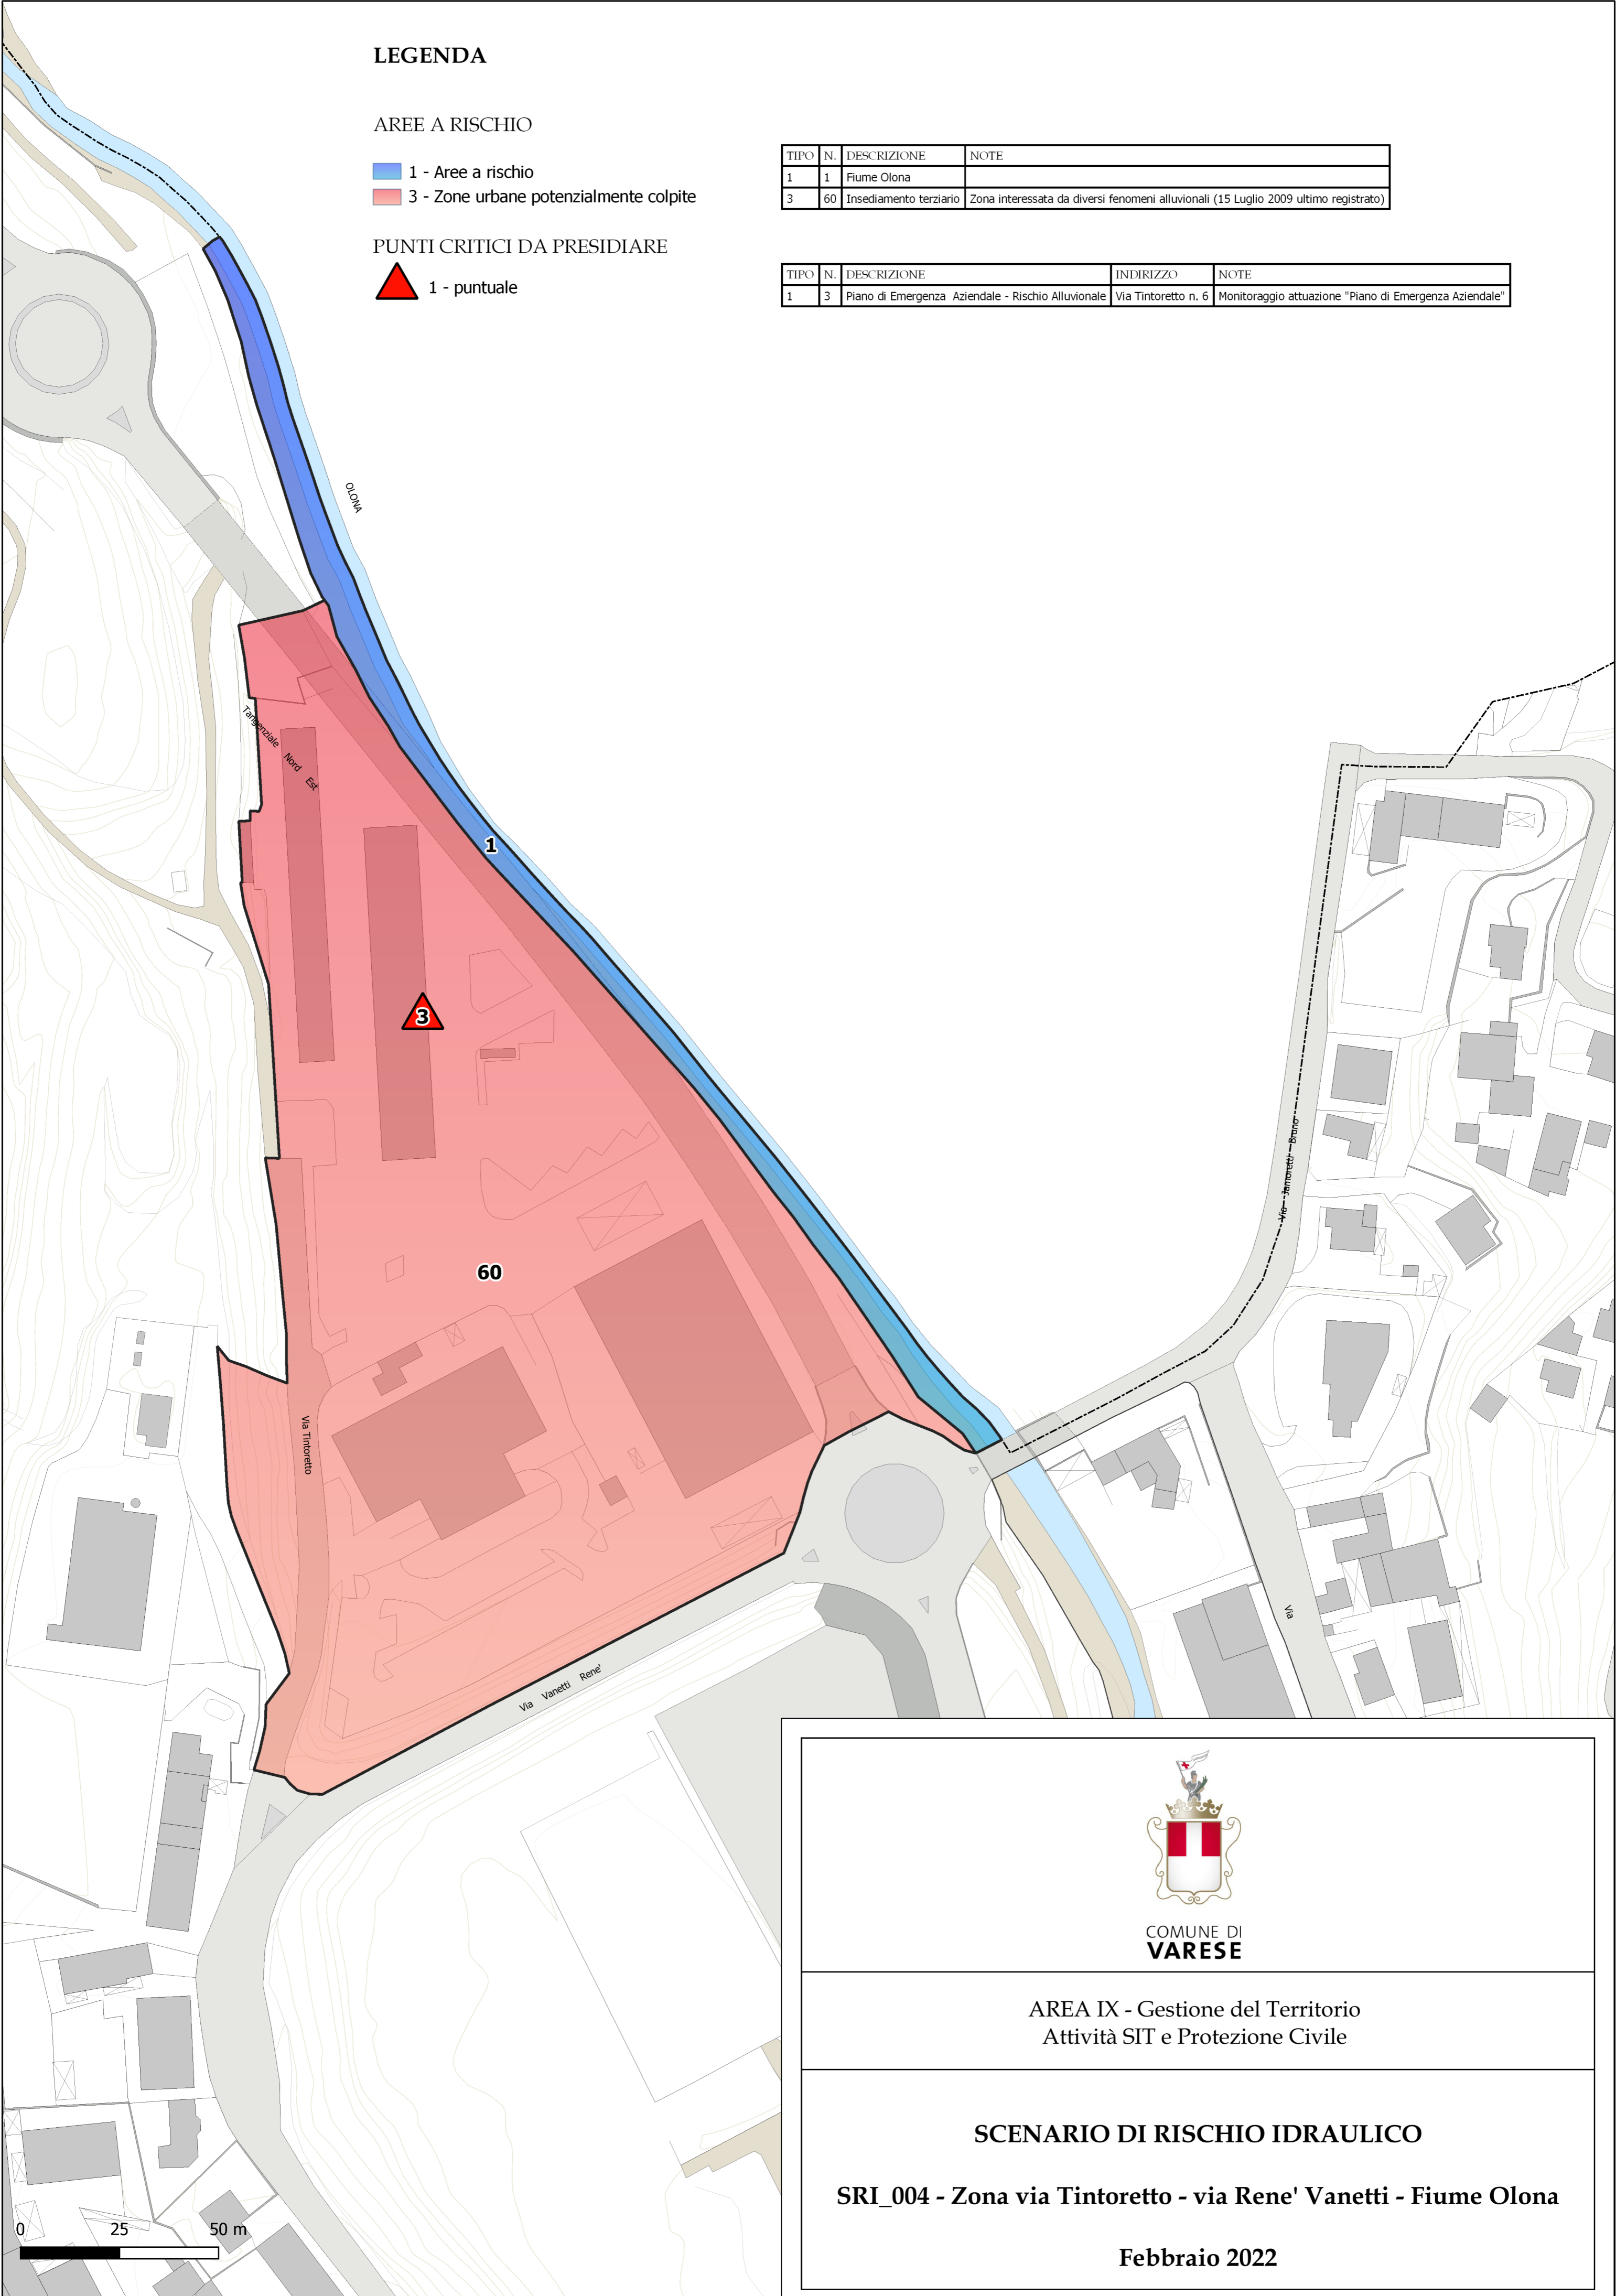 LEGENDA
AREE A RISCHIO
1 - Aree a rischio
3 - Zone urbane potenzialmente colpite
PUNTI CRITICI DA PRESIDIARE
1 - puntuale
TIPO N. DESCRIZIONE NOTE
1 1 Fiume Olona
3 60 Insediamento terziario Zona interessata da diversi fenomeni alluvionali (15 Luglio 2009 ultimo registrato)
TIPO N. DESCRIZIONE INDIRIZZO NOTE
1 3 Piano di Emergenza Aziendale - Rischio Alluvionale Via Tintoretto n. 6 Monitoraggio attuazione "Piano di Emergenza Aziendale"
OLONA
Tangenziale Nord Est
1
3
60
Via Jamoretti Bruno
Via Tintoretto
Via
Via Vanetti Rene'
COMUNE DI
VARESE
AREA IX - Gestione del Territorio
Attività SIT e Protezione Civile
SCENARIO DI RISCHIO IDRAULICO
SRI_004 - Zona via Tintoretto - via Rene' Vanetti - Fiume Olona
Febbraio 2022
0 25 50 m